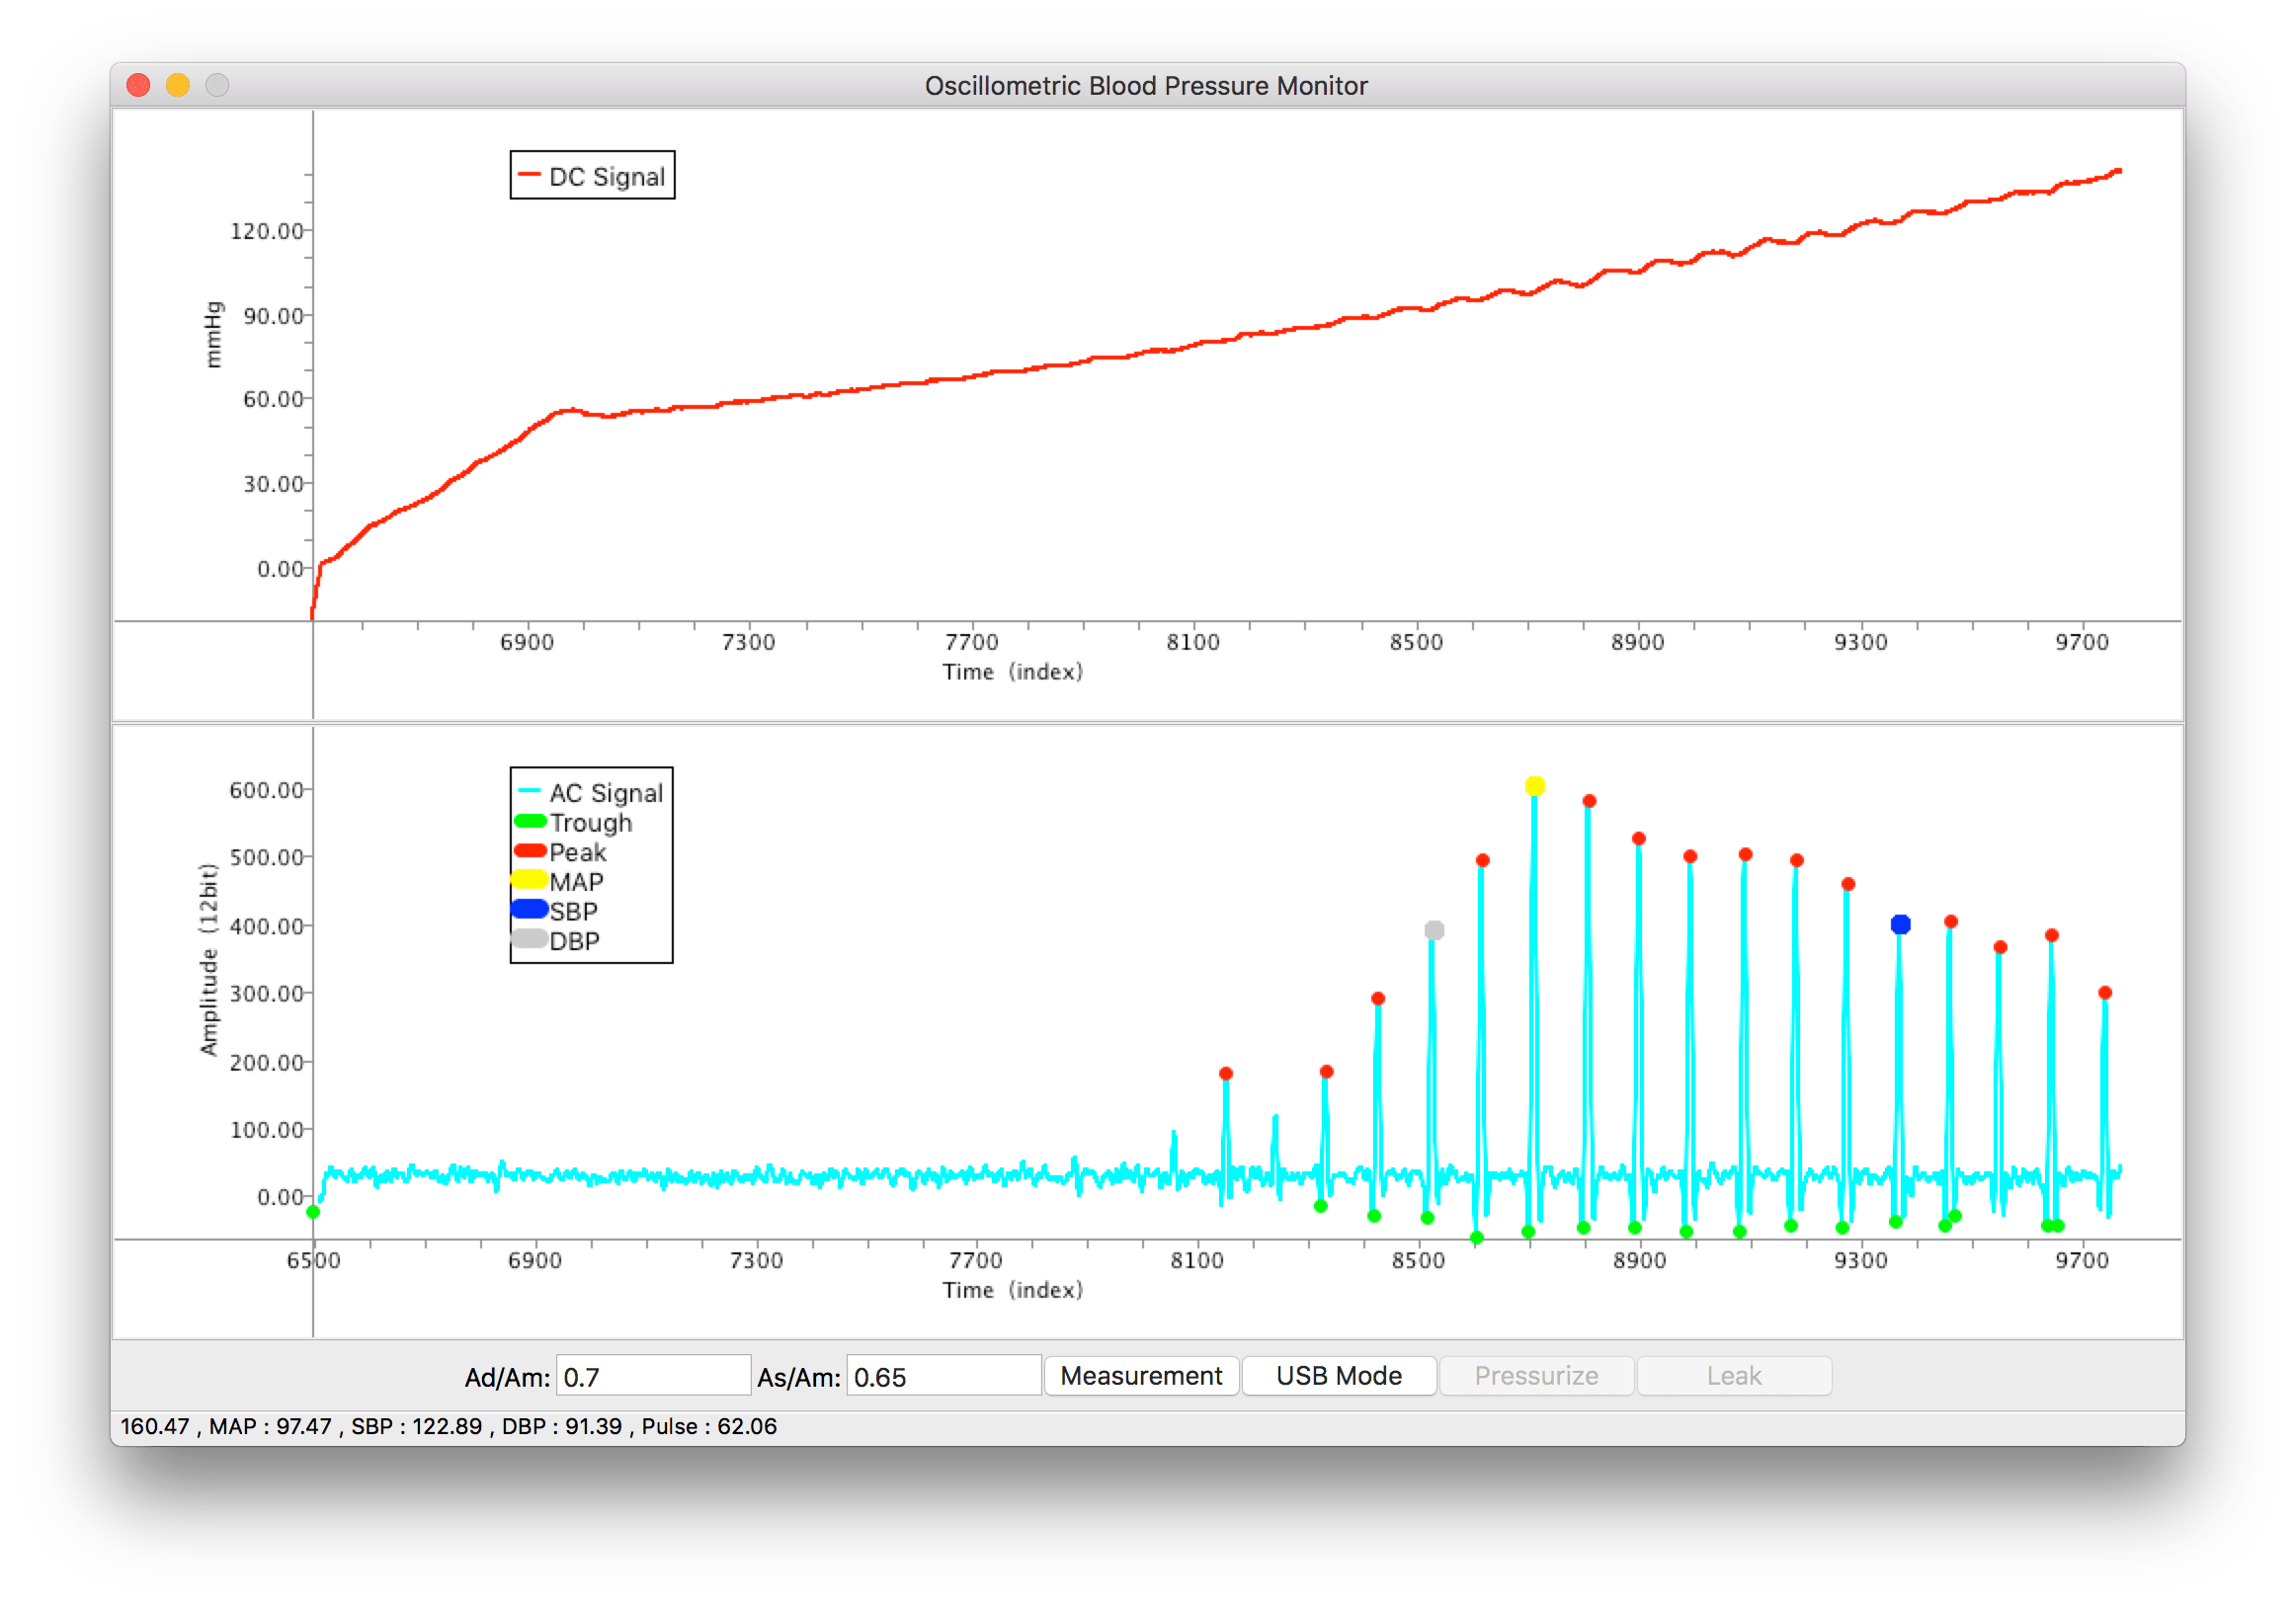 Oscillometric Blood Pressure Monitor
DC Signal
120.00
90.00
60.00
30.00
0.00
mmHg
6900 7300 7700 8100 8500 8900 9300 9700
Time (index)
AC Signal
Trough
Peak
MAP
SBP
DBP
600.00
500.00
400.00
300.00
200.00
100.00
0.00
Amplitude (12bit)
6500 6900 7300 7700 8100 8500 8900 9300 9700
Time (index)
Ad/Am: 0.7 As/Am: 0.65 Measurement USB Mode Pressurize Leak
160.47 , MAP : 97.47 , SBP : 122.89 , DBP : 91.39 , Pulse : 62.06